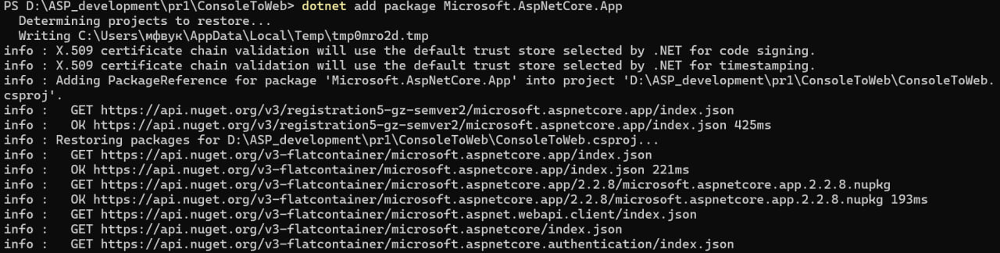 PS D:\ASP_development\pr1\ConsoleToWeb> dotnet add package Microsoft.AspNetCore.App
  Determining projects to restore...
  Writing C:\Users\мфвук\AppData\Local\Temp\tmp0mro2d.tmp
info : X.509 certificate chain validation will use the default trust store selected by .NET for code signing.
info : X.509 certificate chain validation will use the default trust store selected by .NET for timestamping.
info : Adding PackageReference for package 'Microsoft.AspNetCore.App' into project 'D:\ASP_development\pr1\ConsoleToWeb\ConsoleToWeb.
csproj'.
info :   GET https://api.nuget.org/v3/registration5-gz-semver2/microsoft.aspnetcore.app/index.json
info :   OK https://api.nuget.org/v3/registration5-gz-semver2/microsoft.aspnetcore.app/index.json 425ms
info : Restoring packages for D:\ASP_development\pr1\ConsoleToWeb\ConsoleToWeb.csproj...
info :   GET https://api.nuget.org/v3-flatcontainer/microsoft.aspnetcore.app/index.json
info :   OK https://api.nuget.org/v3-flatcontainer/microsoft.aspnetcore.app/index.json 221ms
info :   GET https://api.nuget.org/v3-flatcontainer/microsoft.aspnetcore.app/2.2.8/microsoft.aspnetcore.app.2.2.8.nupkg
info :   OK https://api.nuget.org/v3-flatcontainer/microsoft.aspnetcore.app/2.2.8/microsoft.aspnetcore.app.2.2.8.nupkg 193ms
info :   GET https://api.nuget.org/v3-flatcontainer/microsoft.aspnet.webapi.client/index.json
info :   GET https://api.nuget.org/v3-flatcontainer/microsoft.aspnetcore/index.json
info :   GET https://api.nuget.org/v3-flatcontainer/microsoft.aspnetcore.authentication/index.json